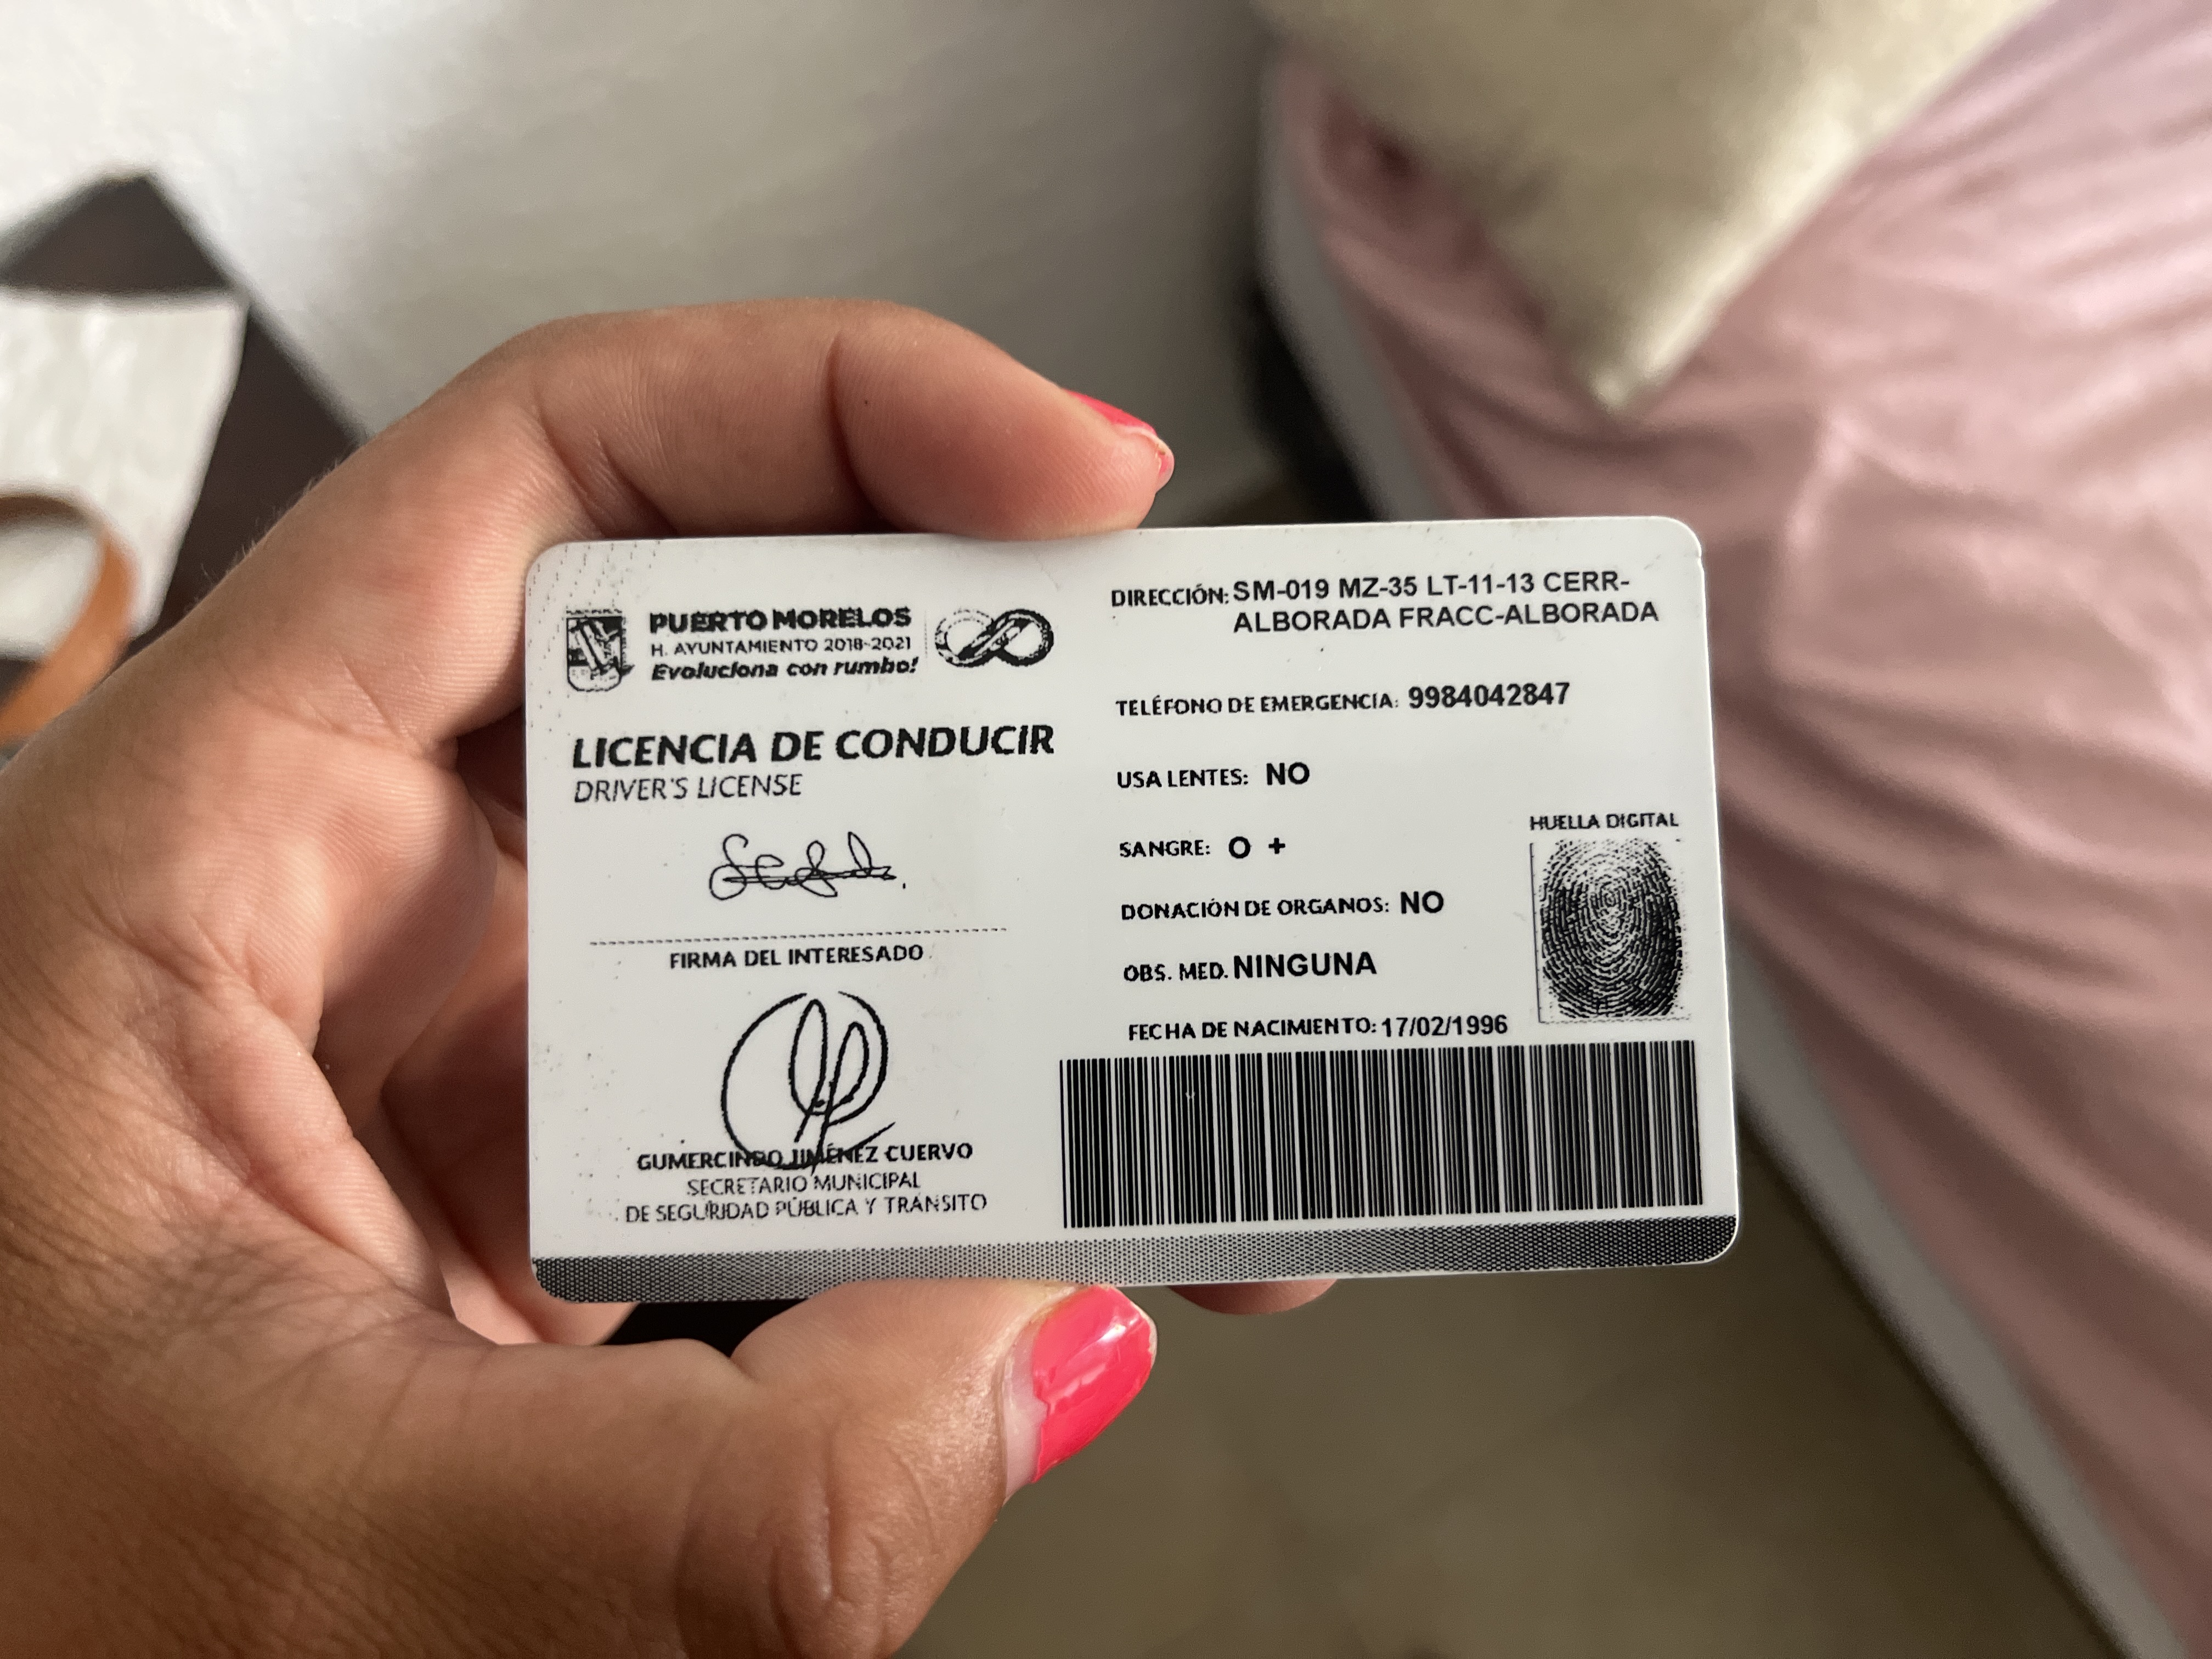 PUERTO MORELOS
H. AYUNTAMIENTO 2018-2021
Evoluciona con rumbo!
LICENCIA DE CONDUCIR
DRIVER'S LICENSE
FIRMA DEL INTERESADO
GUMERCINDO JIMÉNEZ CUERVO
SECRETARIO MUNICIPAL
DE SEGURIDAD PÚBLICA Y TRÁNSITO
DIRECCIÓN: SM-019 MZ-35 LT-11-13 CERR-
ALBORADA FRACC-ALBORADA
TELÉFONO DE EMERGENCIA: 9984042847
USA LENTES: NO
SANGRE: O +
DONACIÓN DE ORGANOS: NO
OBS. MED. NINGUNA
HUELLA DIGITAL
FECHA DE NACIMIENTO: 17/02/1996